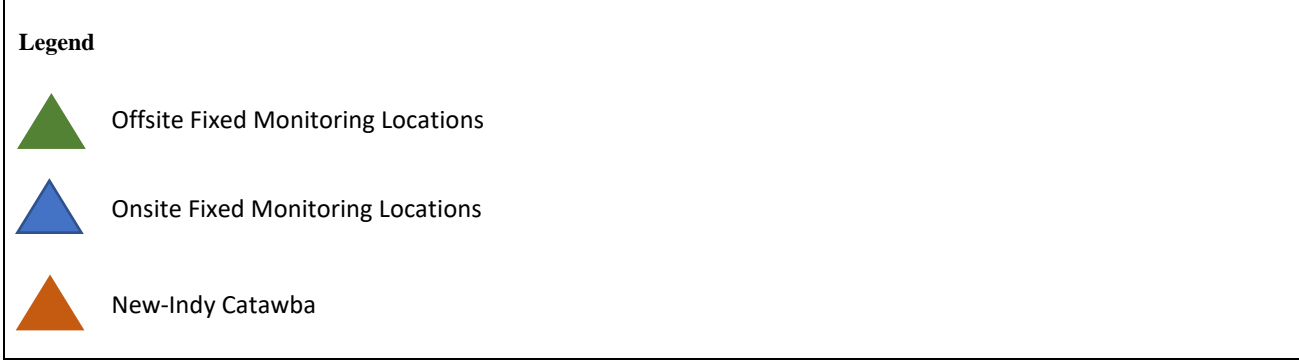 Legend
Offsite Fixed Monitoring Locations
Onsite Fixed Monitoring Locations
New-Indy Catawba